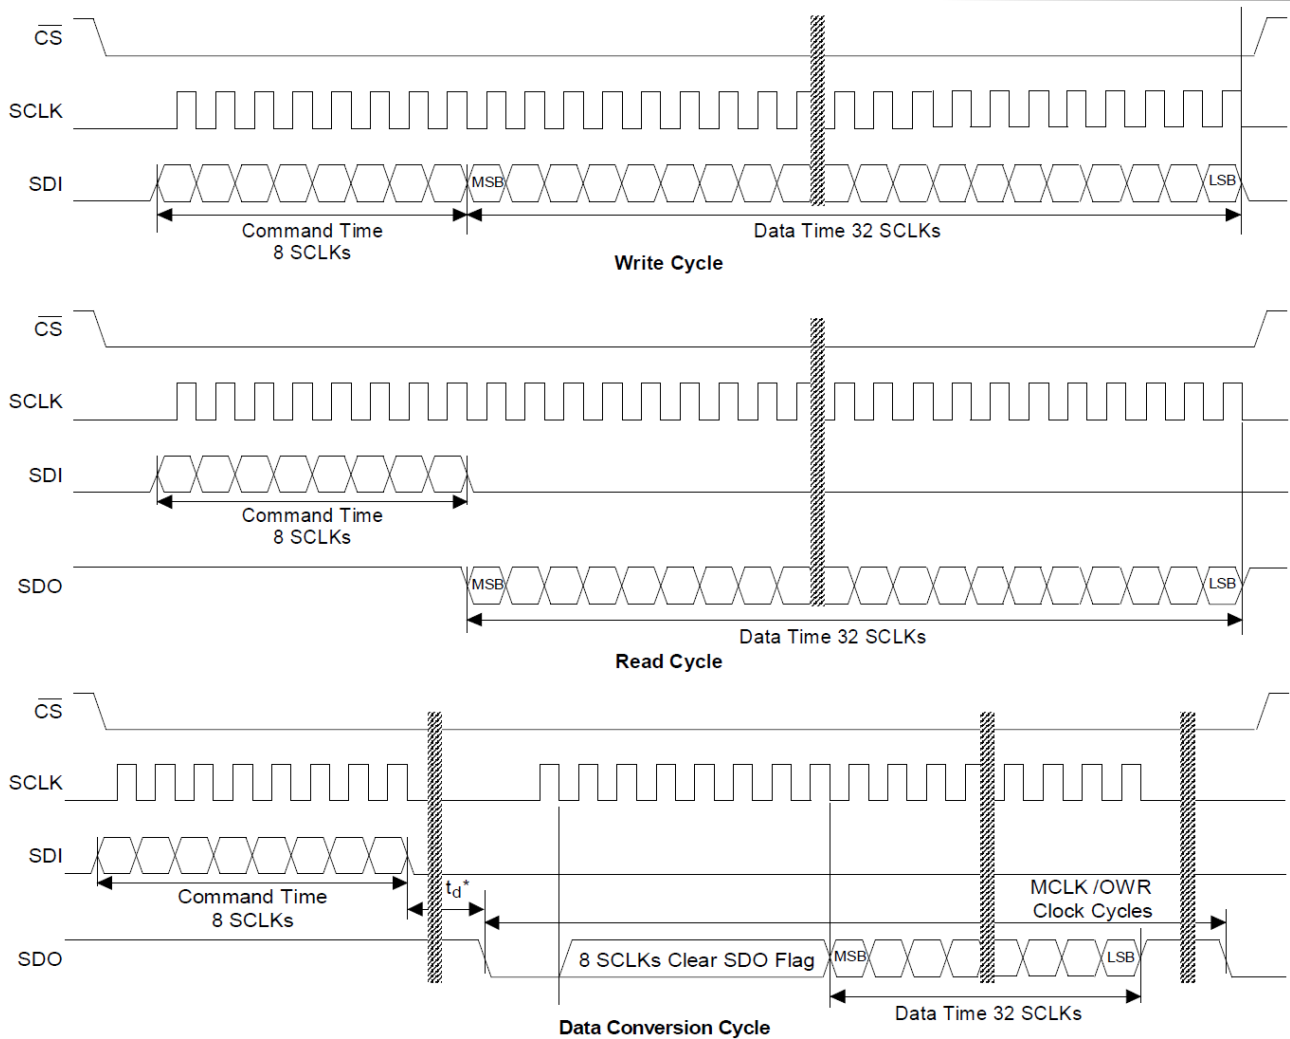 CS
SCLK
SDI
MSB
LSB
Command Time
8 SCLKs
Data Time 32 SCLKs
Write Cycle
CS
SCLK
SDI
Command Time
8 SCLKs
SDO
MSB
LSB
Data Time 32 SCLKs
Read Cycle
CS
SCLK
SDI
Command Time
8 SCLKs
td*
MCLK /OWR
Clock Cycles
SDO
8 SCLKs Clear SDO Flag
MSB
LSB
Data Time 32 SCLKs
Data Conversion Cycle